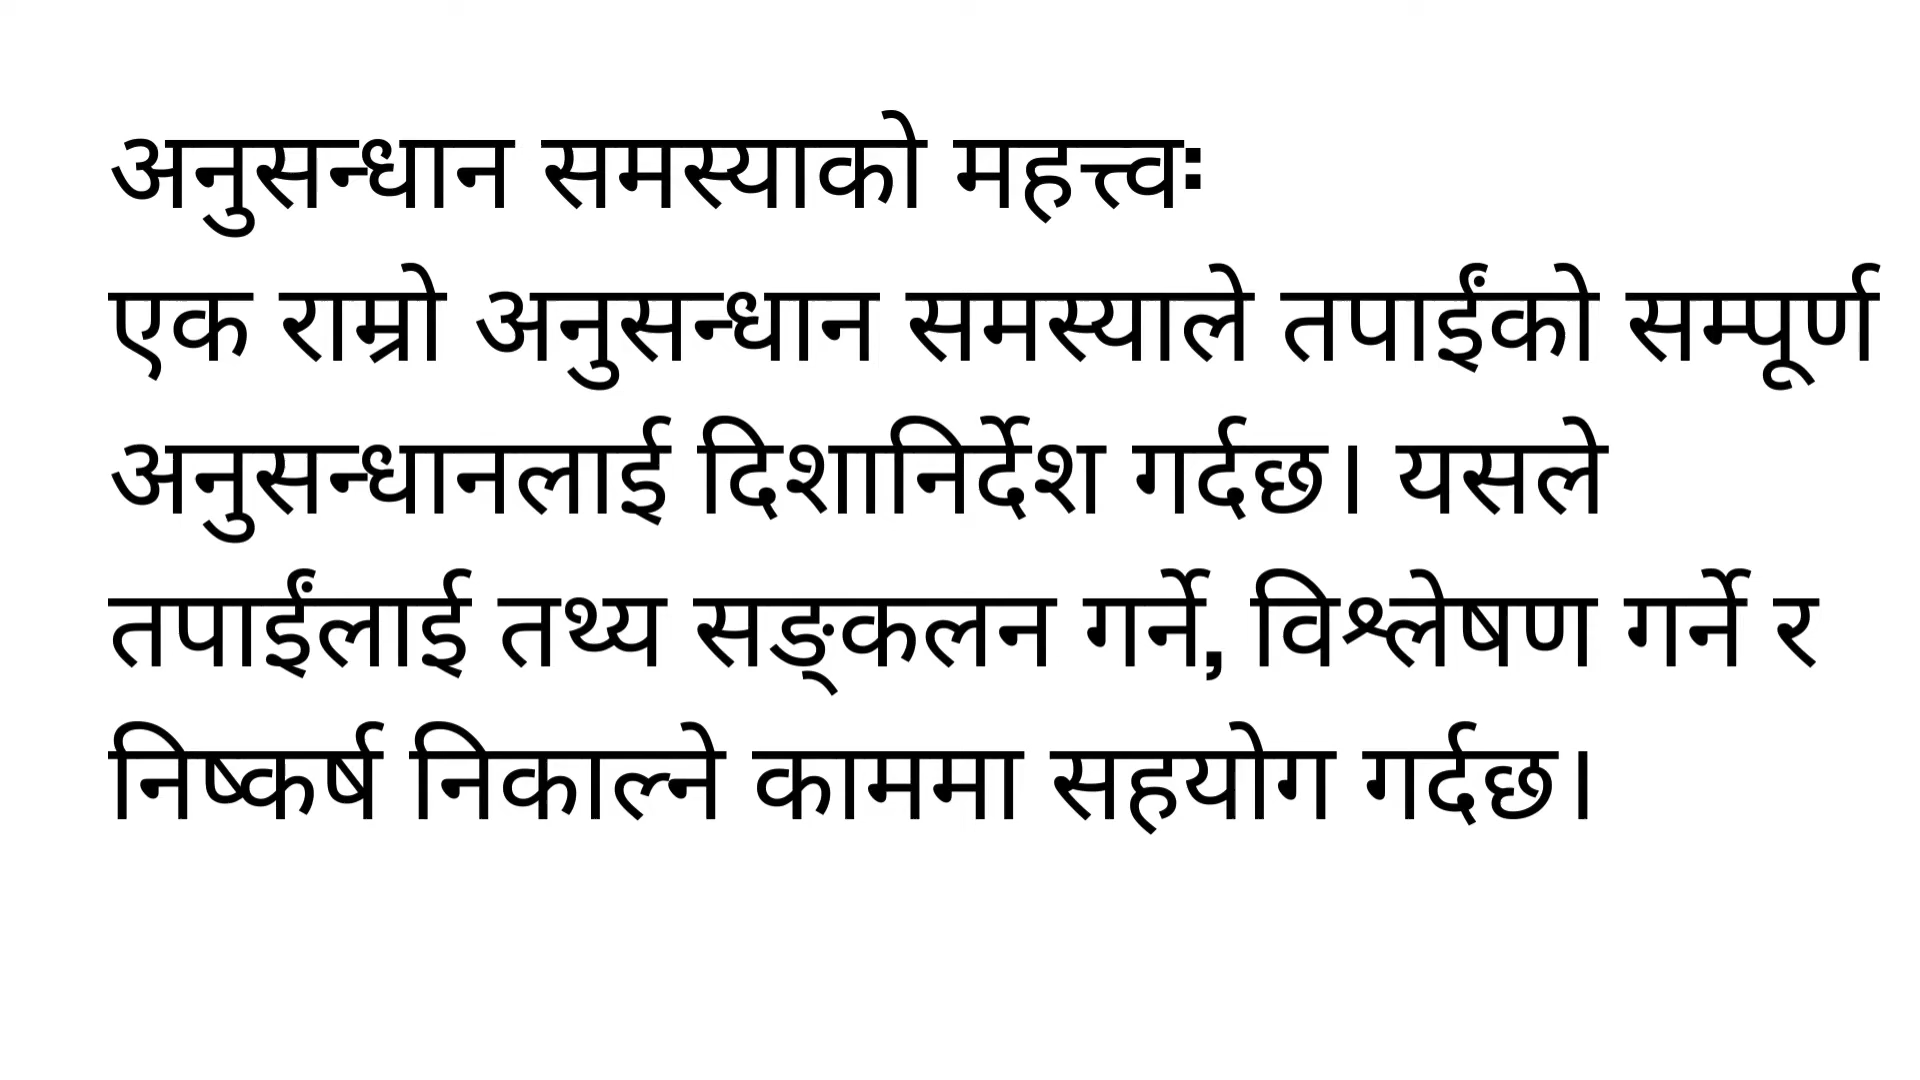 अनुसन्धान समस्याको महत्त्वः
एक राम्रो अनुसन्धान समस्याले तपाईंको सम्पूर्ण
अनुसन्धानलाई दिशानिर्देश गर्दछ। यसले
तपाईंलाई तथ्य सङ्कलन गर्ने, विश्लेषण गर्ने र
निष्कर्ष निकाल्ने काममा सहयोग गर्दछ।